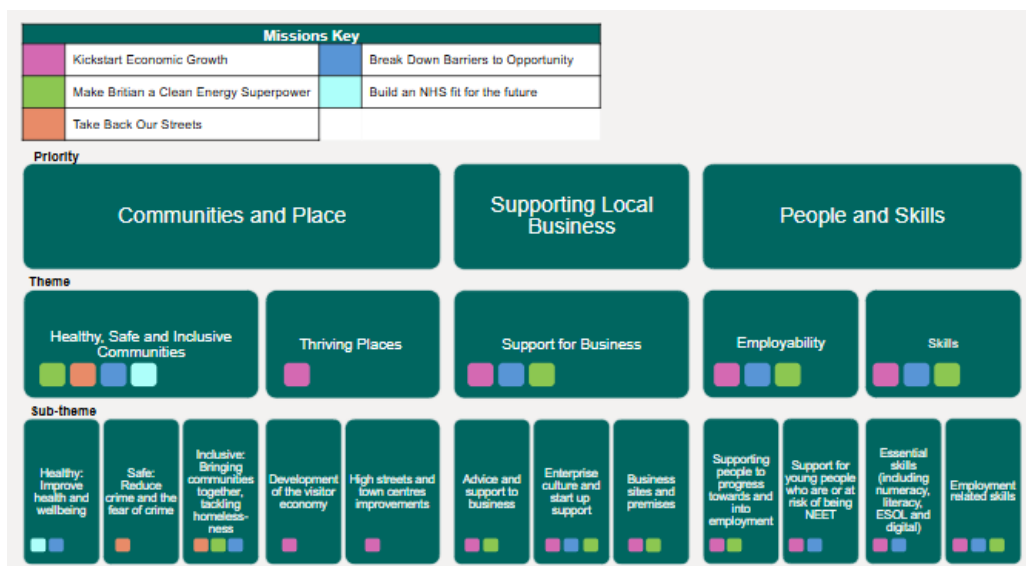 Missions Key
Kickstart Economic Growth
Break Down Barriers to Opportunity
Make Britian a Clean Energy Superpower
Build an NHS fit for the future
Take Back Our Streets
Priority
Communities and Place
Supporting Local
Business
People and Skills
Theme
Healthy, Safe and Inclusive
Communities
Thriving Places
Support for Business
Employability
Skills
Sub-theme
Healthy:
Improve
health and
wellbeing
Safe:
Reduce
crime and the
fear of crime
Inclusive:
Bringing
communities
together,
tackling
homeless-
ness
Development
of the visitor
economy
High streets and
town centres
improvements
Advice and
support to
business
Enterprise
culture and
start up
support
Business
sites and
premises
Supporting
people to
progress
towards and
into
employment
Support for
young people
who are or at
risk of being
NEET
Essential
skills
(including
numeracy,
literacy,
ESOL and
digital)
Employment
related skills